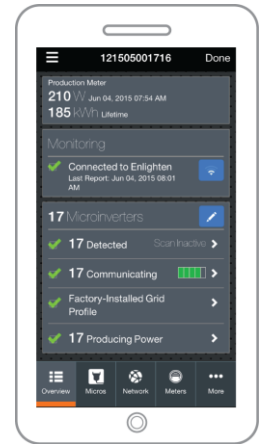 121505001716 Done
Production Meter
210 W Jun 04, 2015 07:54 AM
185 kWh Lifetime
Monitoring
Connected to Enlighten
Last Report: Jun 04, 2015 08:01
AM
17 Microinverters
17 Detected Scan Inactive
17 Communicating
Factory-Installed Grid
Profile
17 Producing Power
Overview Micros Network Meters More